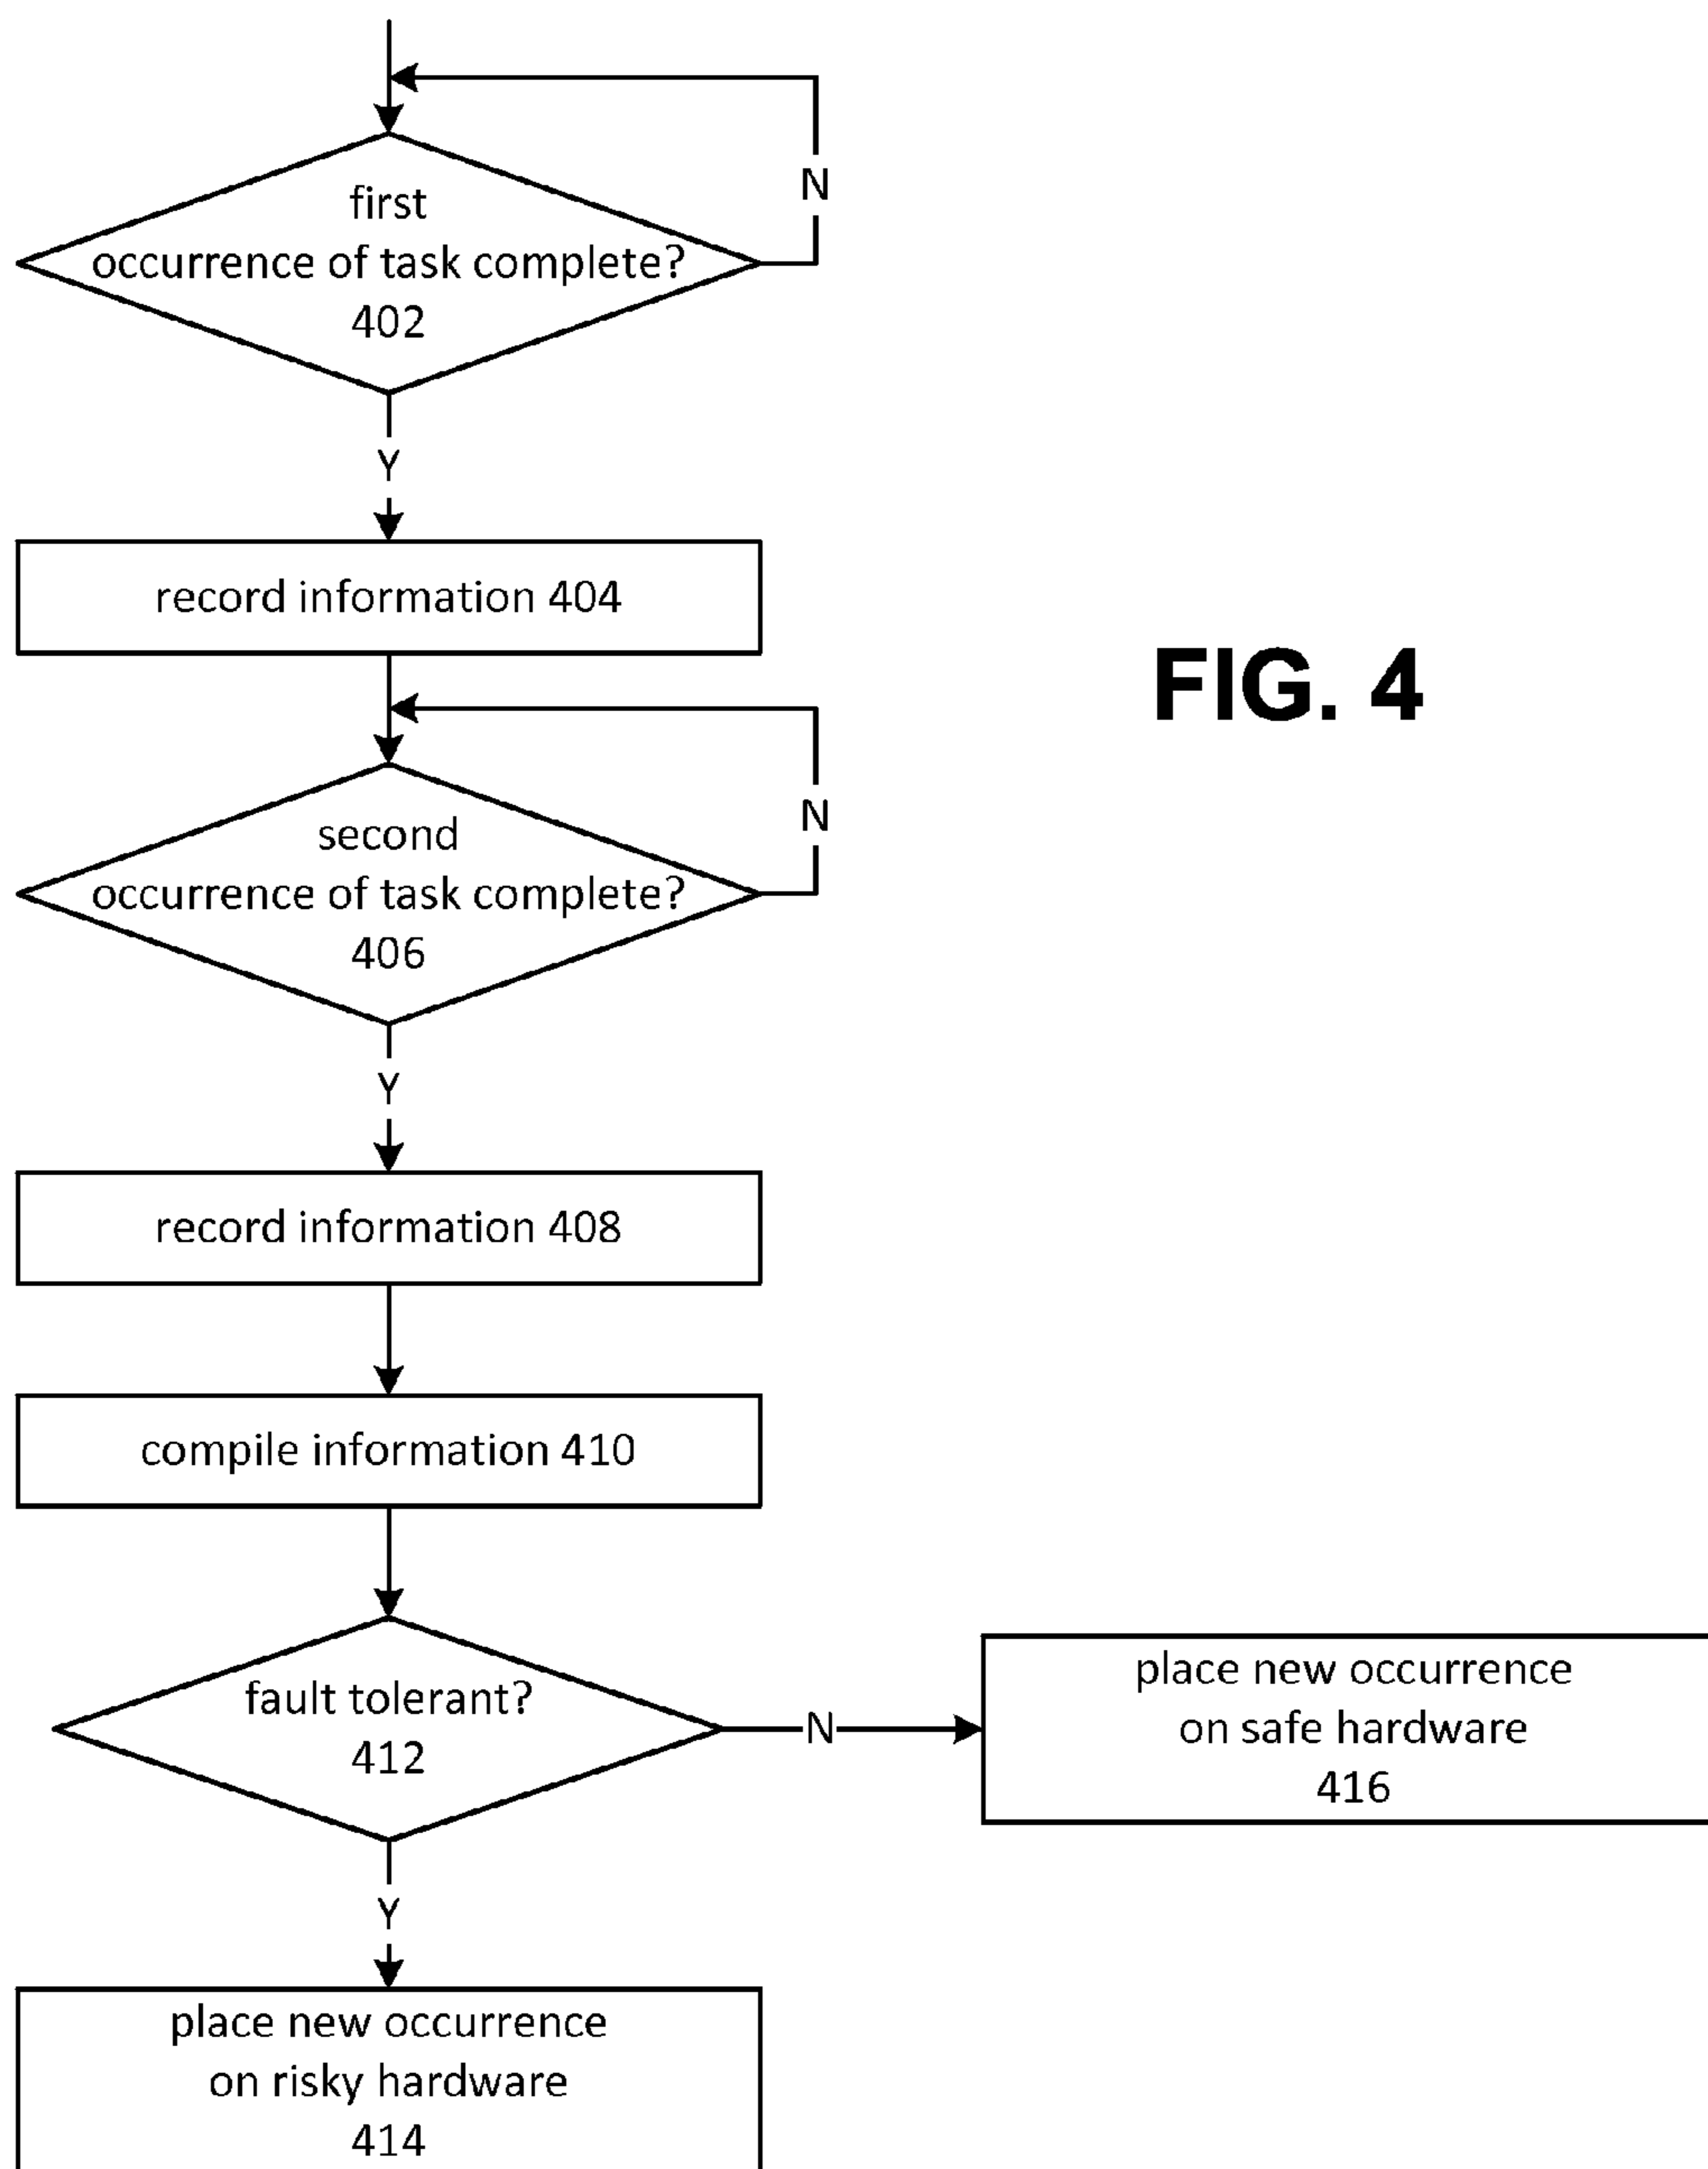 N
first
occurrence of task complete?
402
Y
record information 404
FIG. 4
N
second
occurrence of task complete?
406
Y
record information 408
compile information 410
fault tolerant?
412
N
place new occurrence
on safe hardware
416
Y
place new occurrence
on risky hardware
414